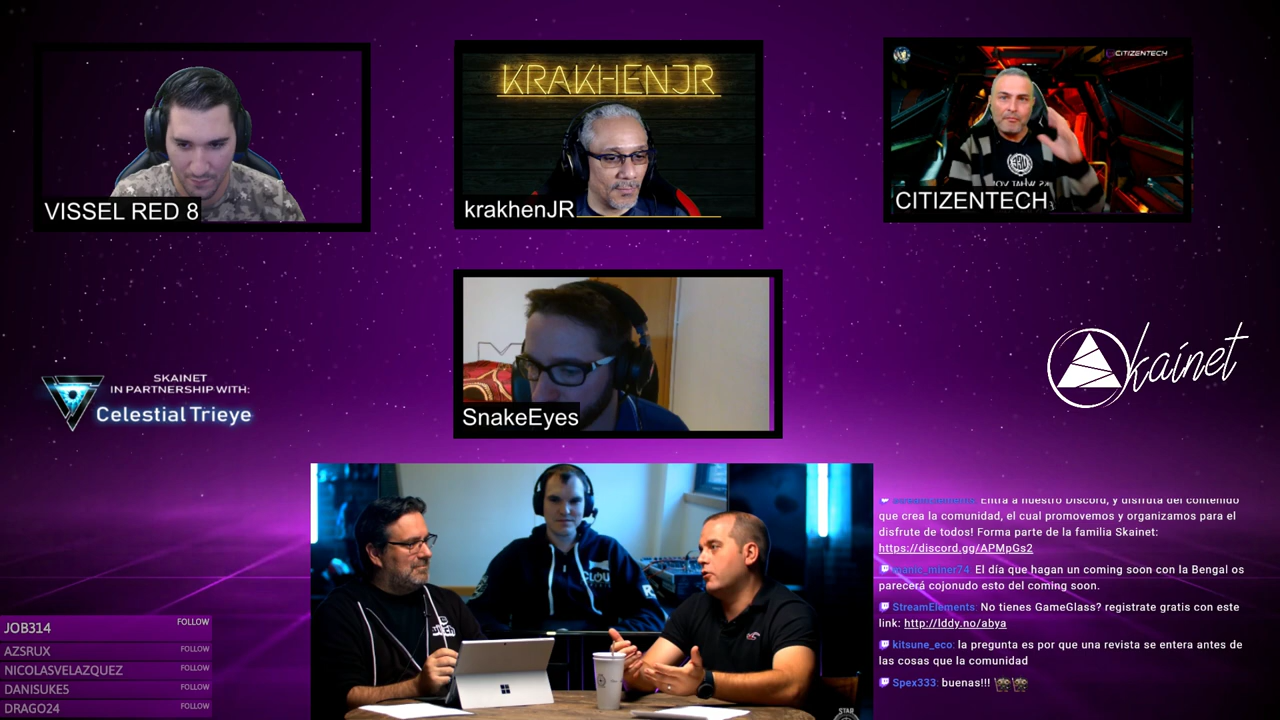 CITIZENTECH
KRAKHENJR
VISSEL RED 8
krakhenJR
CITIZENTECH
SnakeEyes
SKAINET
IN PARTNERSHIP WITH:
Celestial Trieye
kainet
Entra a nuestro Discord, y disfruta del contenido
que crea la comunidad, el cual promovemos y organizamos para el
disfrute de todos! Forma parte de la familia Skainet:
https://discord.gg/APMpGs2
manic_miner74: El día que hagan un coming soon con la Bengal os
parecerá cojonudo esto del coming soon.
StreamElements: No tienes GameGlass? registrate gratis con este
link: http://lddy.no/abya
kitsune_eco: la pregunta es por que una revista se entera antes de
las cosas que la comunidad
Spex333: buenas!!!
JOB314 FOLLOW
AZSRUX FOLLOW
NICOLASVELAZQUEZ FOLLOW
DANISUKE5 FOLLOW
DRAGO24 FOLLOW
CLOUD
STAR